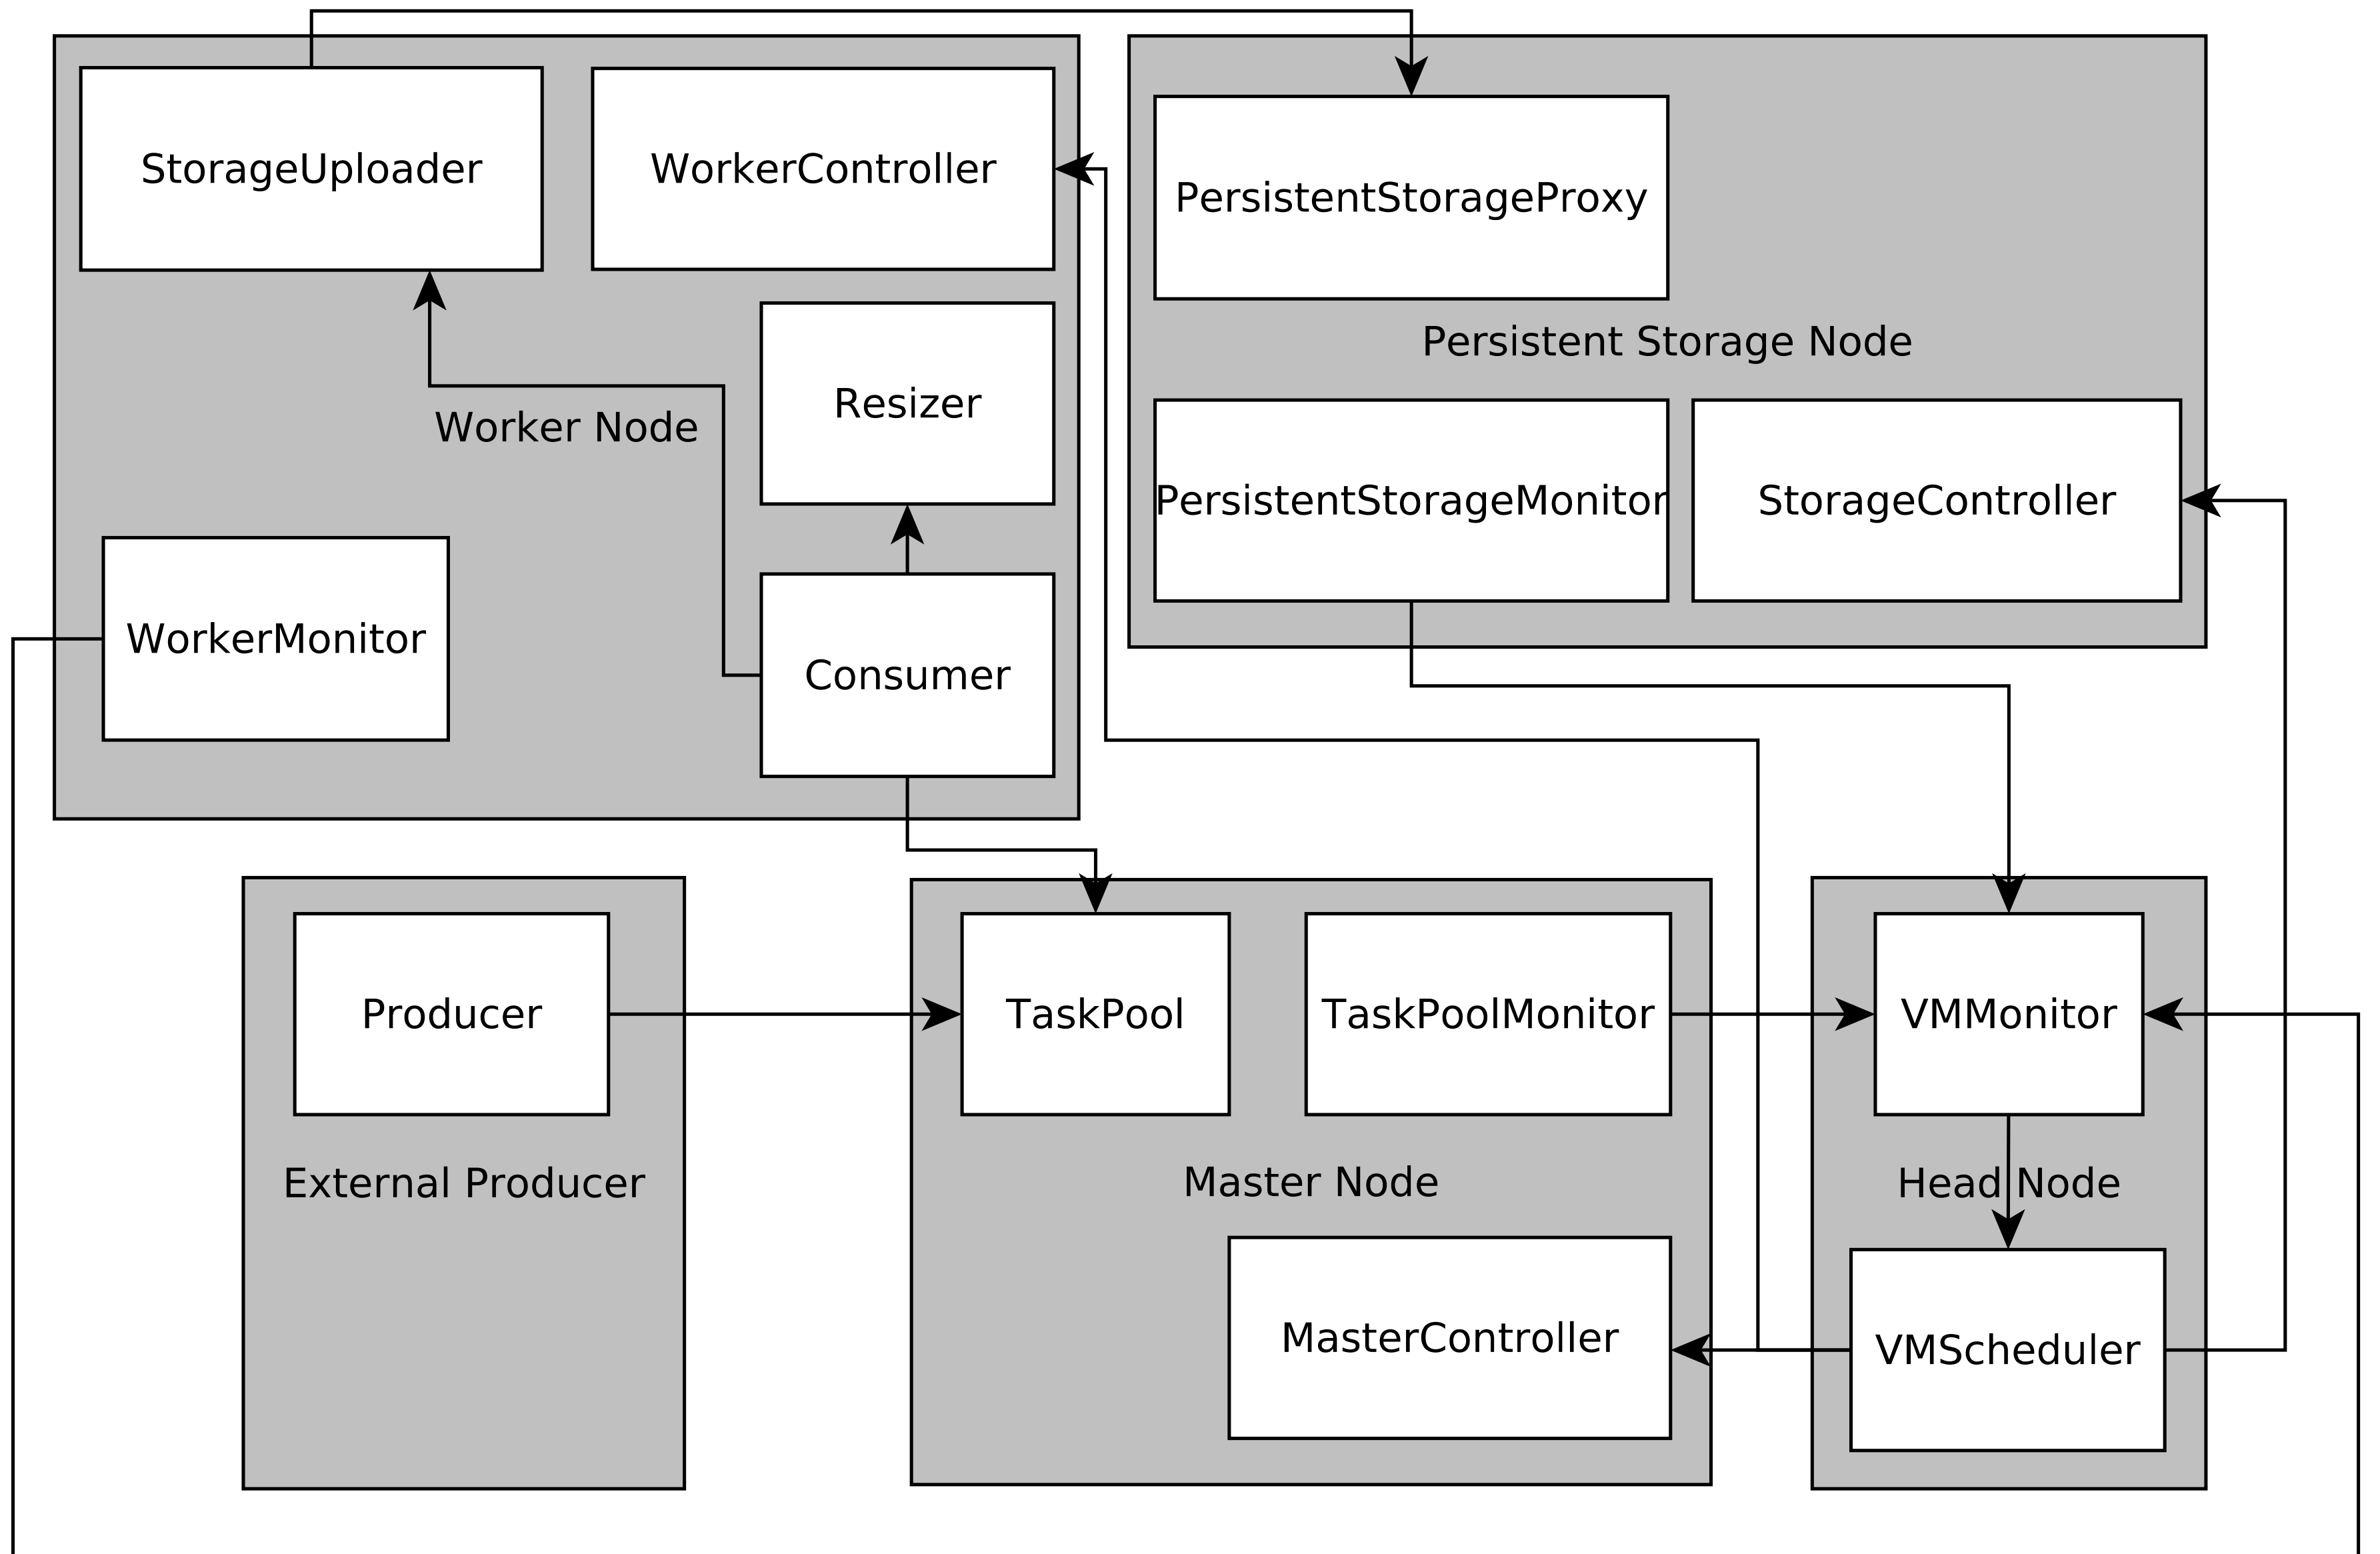 StorageUploader
WorkerController
PersistentStorageProxy
Persistent Storage Node
Resizer
Worker Node
PersistentStorageMonitor
StorageController
WorkerMonitor
Consumer
Producer
TaskPool
TaskPoolMonitor
VMMonitor
External Producer
Master Node
Head Node
MasterController
VMScheduler